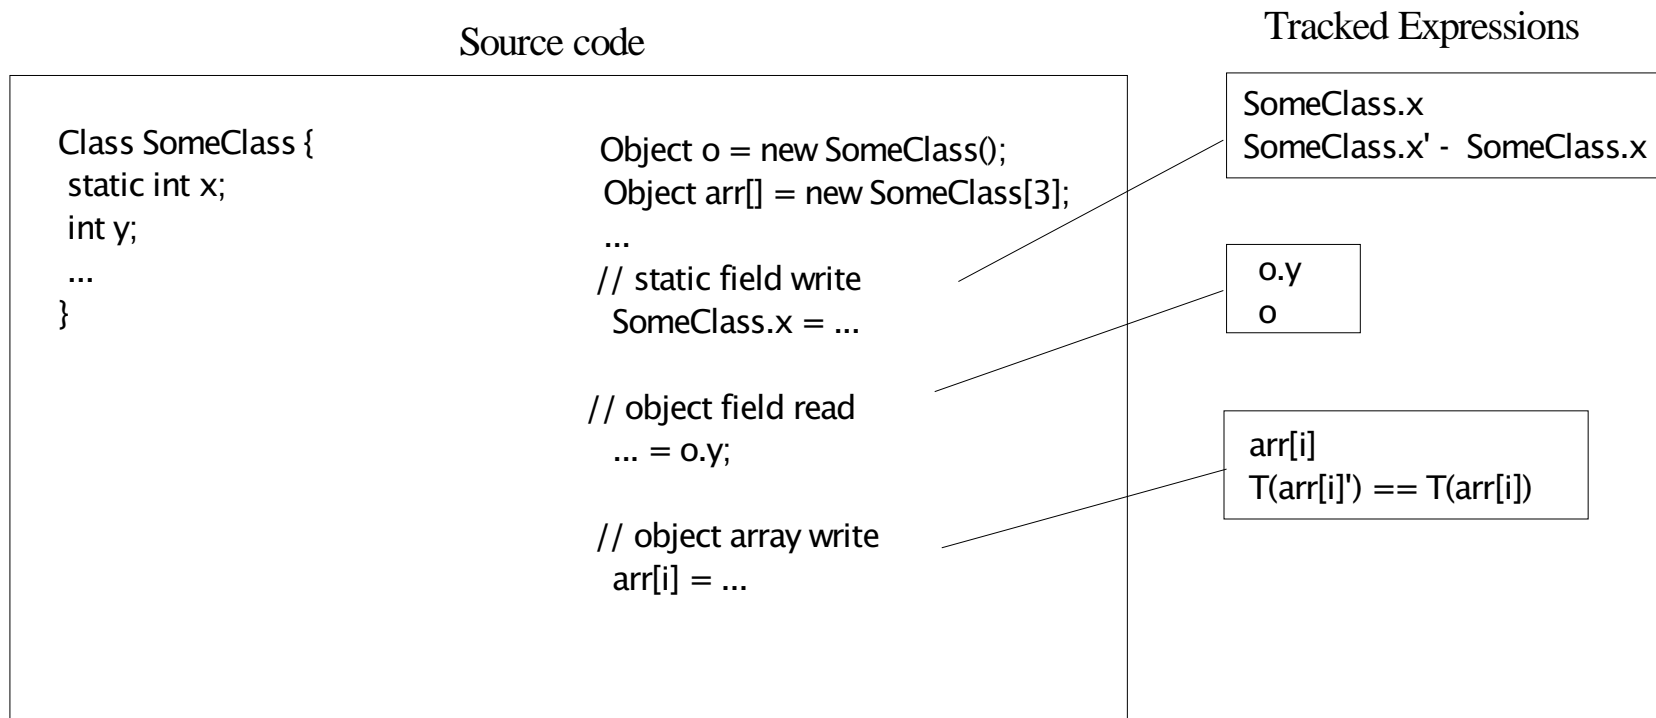 Source code
Class SomeClass {
static int x;
int y;
...
}
Object o = new SomeClass();
Object arr[] = new SomeClass[3];
...
// static field write
SomeClass.x = ...
// object field read
... = o.y;
// object array write
arr[i] = ...
Tracked Expressions
SomeClass.x
SomeClass.x' - SomeClass.x
o.y
o
arr[i]
T(arr[i]') == T(arr[i])